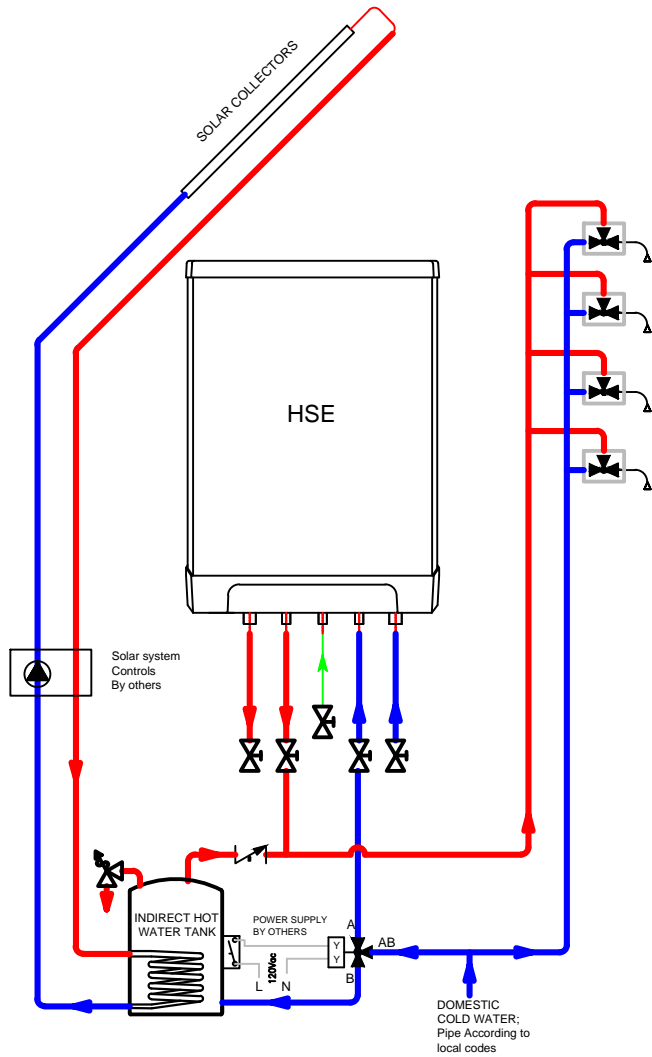 SOLAR COLLECTORS
HSE
Solar system
Controls
By others
INDIRECT HOT
WATER TANK
POWER SUPPLY
BY OTHERS
L
120Vac
N
Y
Y
A
AB
B
DOMESTIC
COLD WATER;
Pipe According to
local codes